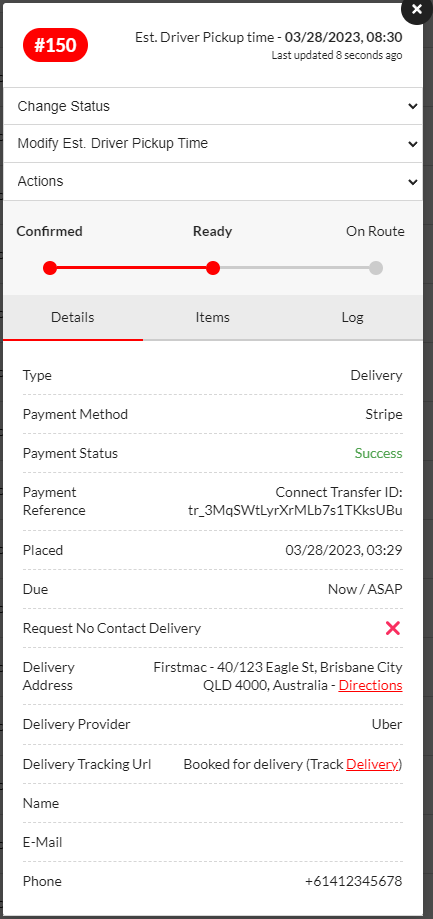 #150
Est. Driver Pickup time - 03/28/2023, 08:30
Last updated 8 seconds ago
Change Status
Modify Est. Driver Pickup Time
Actions
Confirmed Ready On Route
Details Items Log
Type Delivery
Payment Method Stripe
Payment Status Success
Payment Reference
Connect Transfer ID:
tr_3MqSWtLyrXrMLb7s1TKksUBu
Placed 03/28/2023, 03:29
Due Now / ASAP
Request No Contact Delivery
Delivery Address
Firstmac - 40/123 Eagle St, Brisbane City
QLD 4000, Australia - Directions
Delivery Provider Uber
Delivery Tracking Url Booked for delivery (Track Delivery)
Name
E-Mail
Phone +61412345678